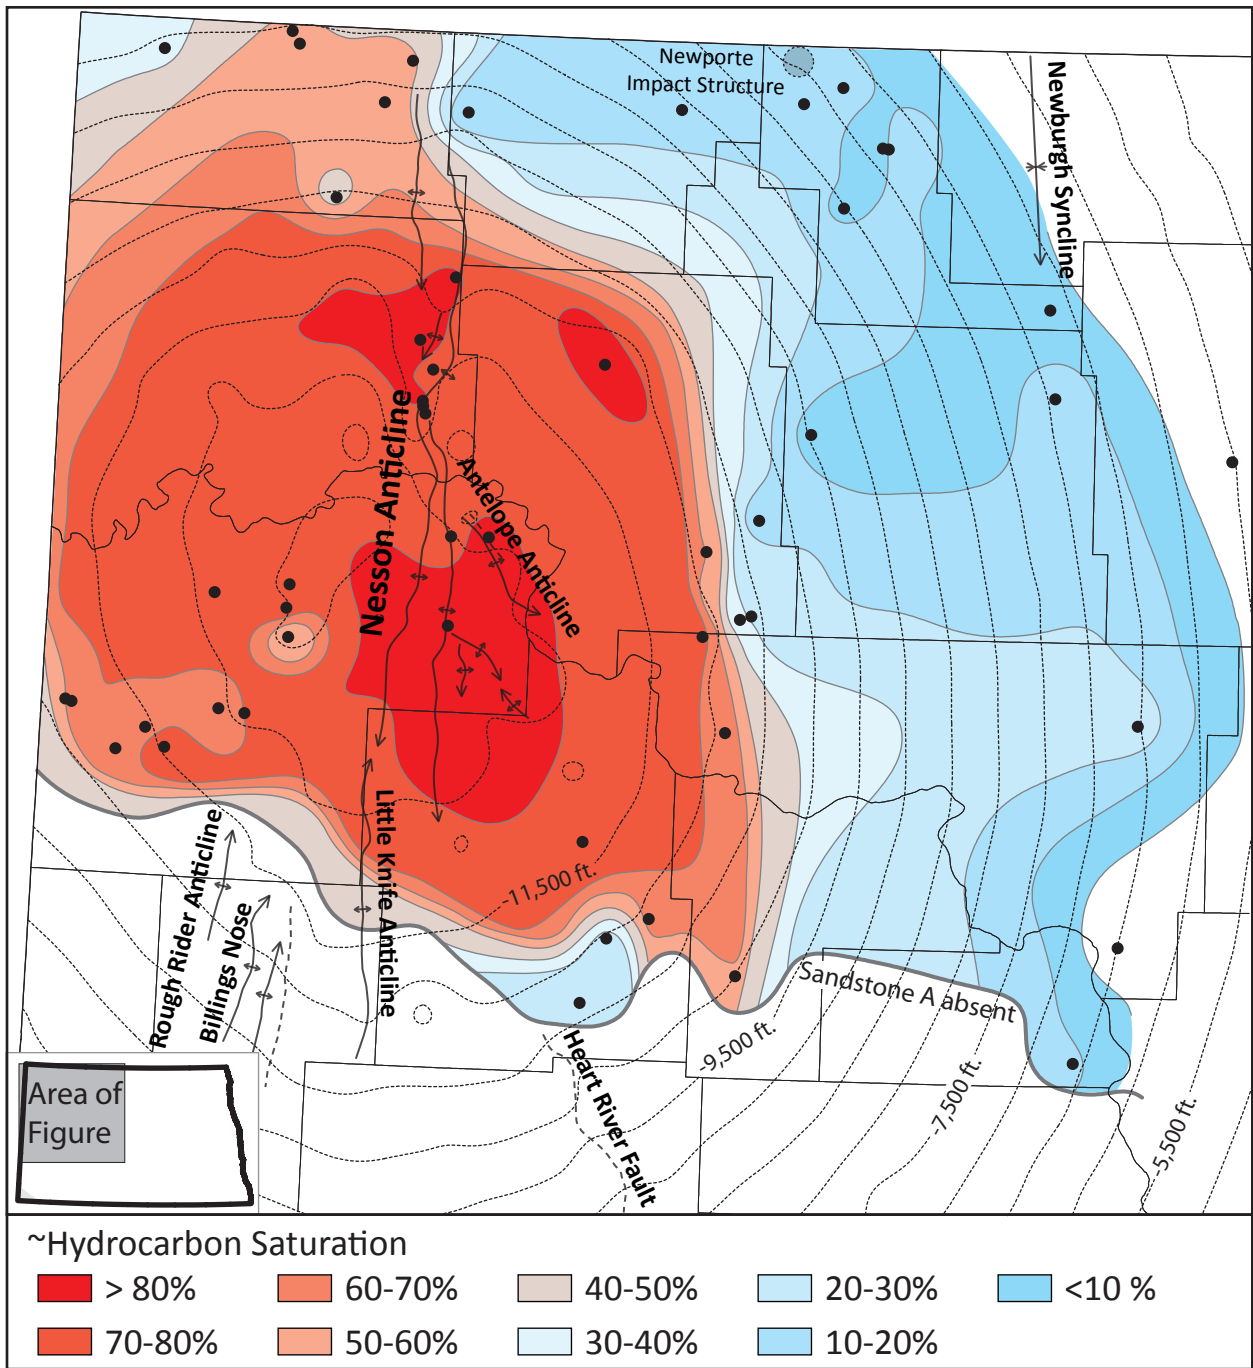 Newporte
Impact Structure
Newburgh Syncline
Nesson Anticline
Antelope Anticline
Little Knife Anticline
-11,500 ft.
Rough Rider Anticline
Billings Nose
Sandstone A absent
Heart River Fault
-9,500 ft.
-7,500 ft.
-5,500 ft.
Area of
Figure
~Hydrocarbon Saturation
> 80%
60-70%
40-50%
20-30%
<10 %
70-80%
50-60%
30-40%
10-20%